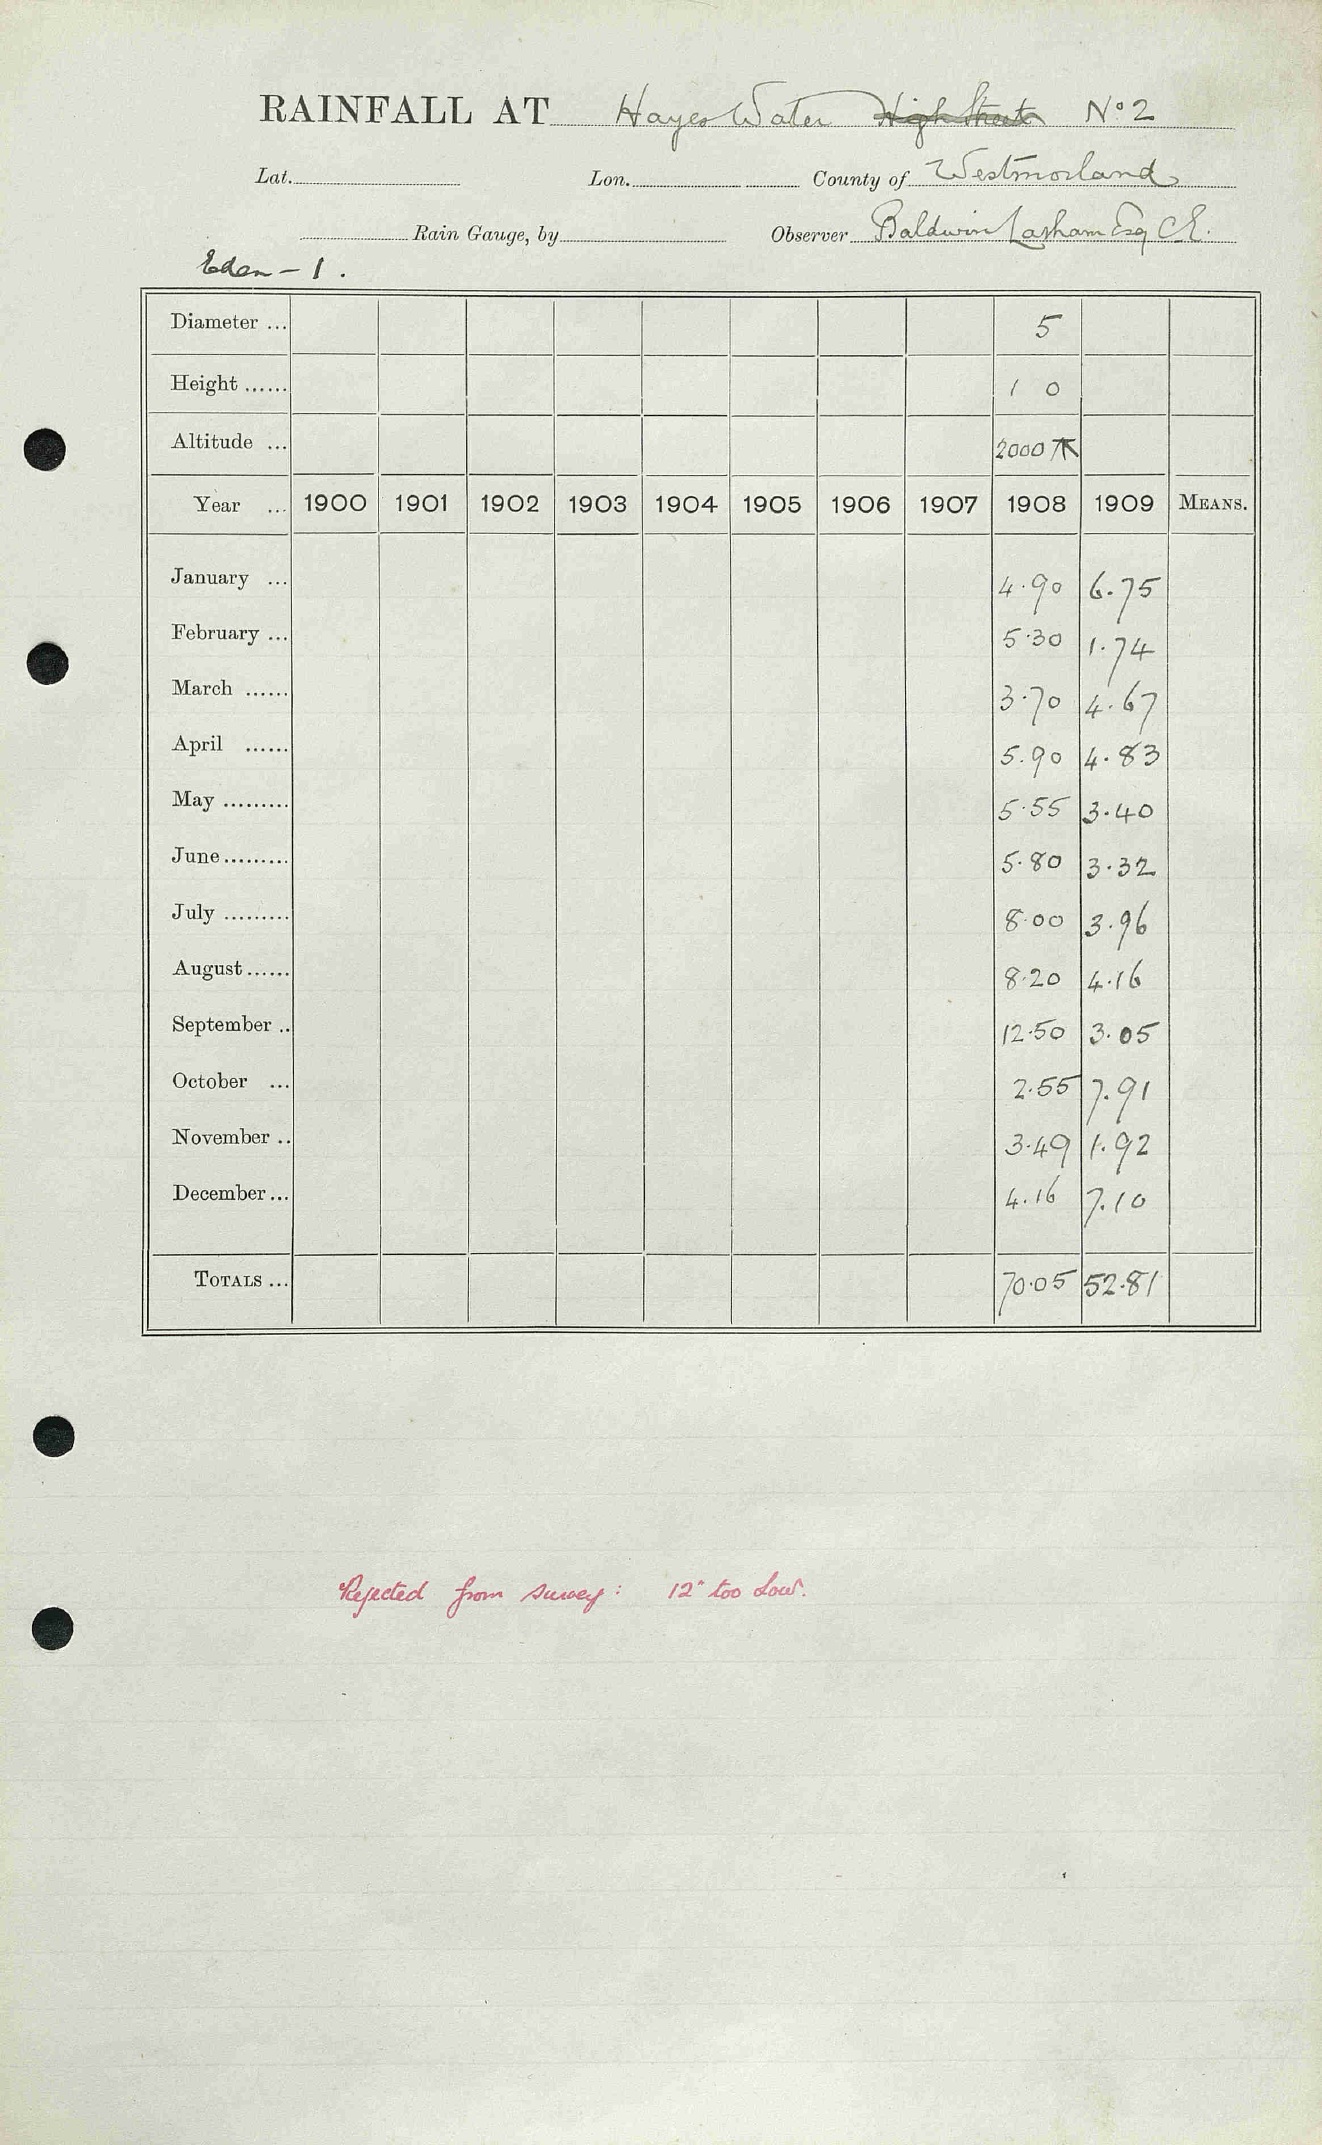 RAINFALL AT Hayes Water High Street Nº 2
Lat. Lon. County of Westmorland
Rain Gauge, by Observer Baldwin Latham Esq C.E.
Eden - 1.
Diameter ... 5
Height ...... 1 0
Altitude ... 2000
Year ... 1900 1901 1902 1903 1904 1905 1906 1907 1908 1909 MEANS.
January ... 4.90 6.75
February ... 5.30 1.74
March ...... 3.70 4.67
April ...... 5.90 4.83
May ......... 5.55 3.40
June ......... 5.80 3.32
July ......... 8.00 3.96
August ...... 8.20 4.16
September .. 12.50 3.05
October ... 2.55 7.91
November .. 3.49 1.92
December ... 4.16 7.10
TOTALS ... 70.05 52.81
Rejected from survey: 12" too low.